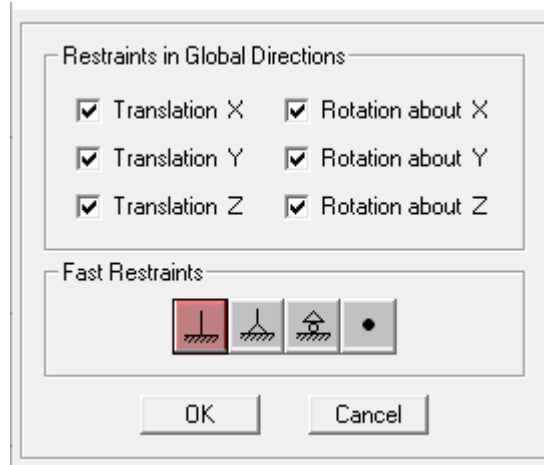 Restraints in Global Directions
Translation X Rotation about X
Translation Y Rotation about Y
Translation Z Rotation about Z
Fast Restraints
OK Cancel